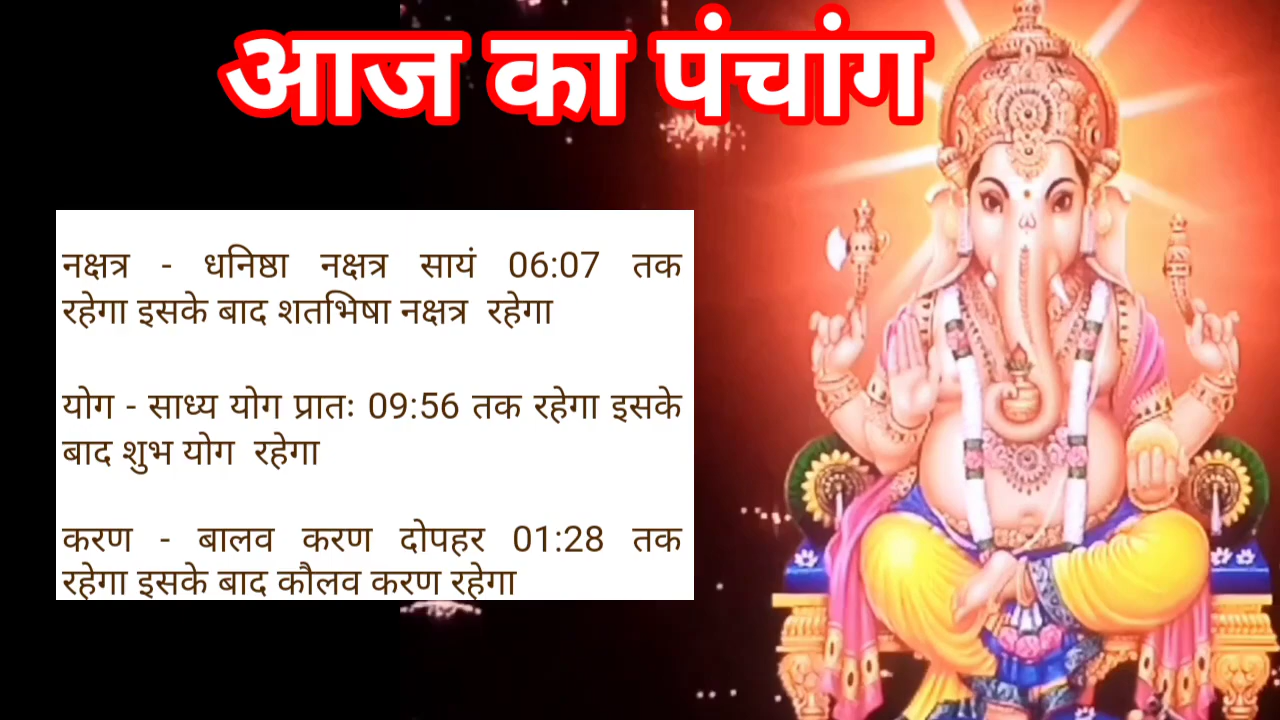 आज का पंचांग
नक्षत्र - धनिष्ठा नक्षत्र सायं 06:07 तक
रहेगा इसके बाद शतभिषा नक्षत्र रहेगा
योग - साध्य योग प्रातः 09:56 तक रहेगा इसके
बाद शुभ योग रहेगा
करण - बालव करण दोपहर 01:28 तक
रहेगा इसके बाद कौलव करण रहेगा